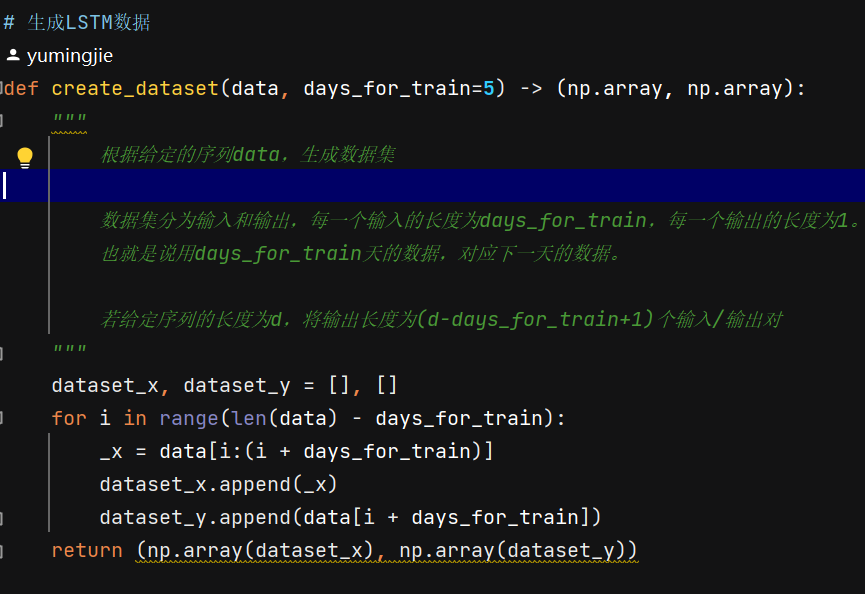 # 生成LSTM数据
yumingjie
def create_dataset(data, days_for_train=5) -> (np.array, np.array):
"""
根据给定的序列data，生成数据集
数据集分为输入和输出，每一个输入的长度为days_for_train，每一个输出的长度为1。
也就是说用days_for_train天的数据，对应下一天的数据。
若给定序列的长度为d，将输出长度为(d-days_for_train+1)个输入/输出对
"""
dataset_x, dataset_y = [], []
for i in range(len(data) - days_for_train):
_x = data[i:(i + days_for_train)]
dataset_x.append(_x)
dataset_y.append(data[i + days_for_train])
return (np.array(dataset_x), np.array(dataset_y))